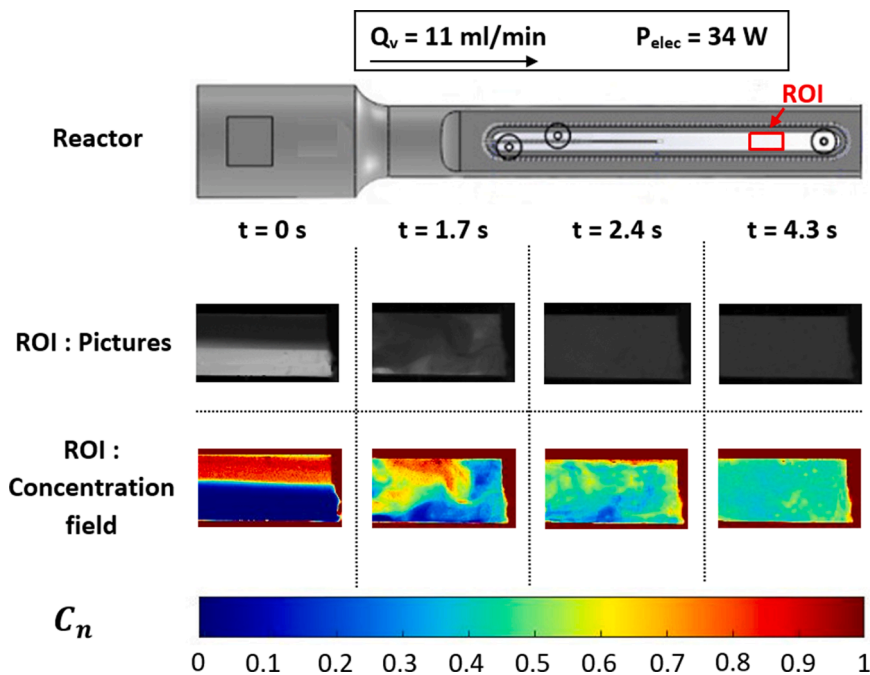 Qv = 11 ml/min Pelec = 34 W
ROI
Reactor
t = 0 s t = 1.7 s t = 2.4 s t = 4.3 s
ROI : Pictures
ROI :
Concentration
field
Cn
0 0.1 0.2 0.3 0.4 0.5 0.6 0.7 0.8 0.9 1